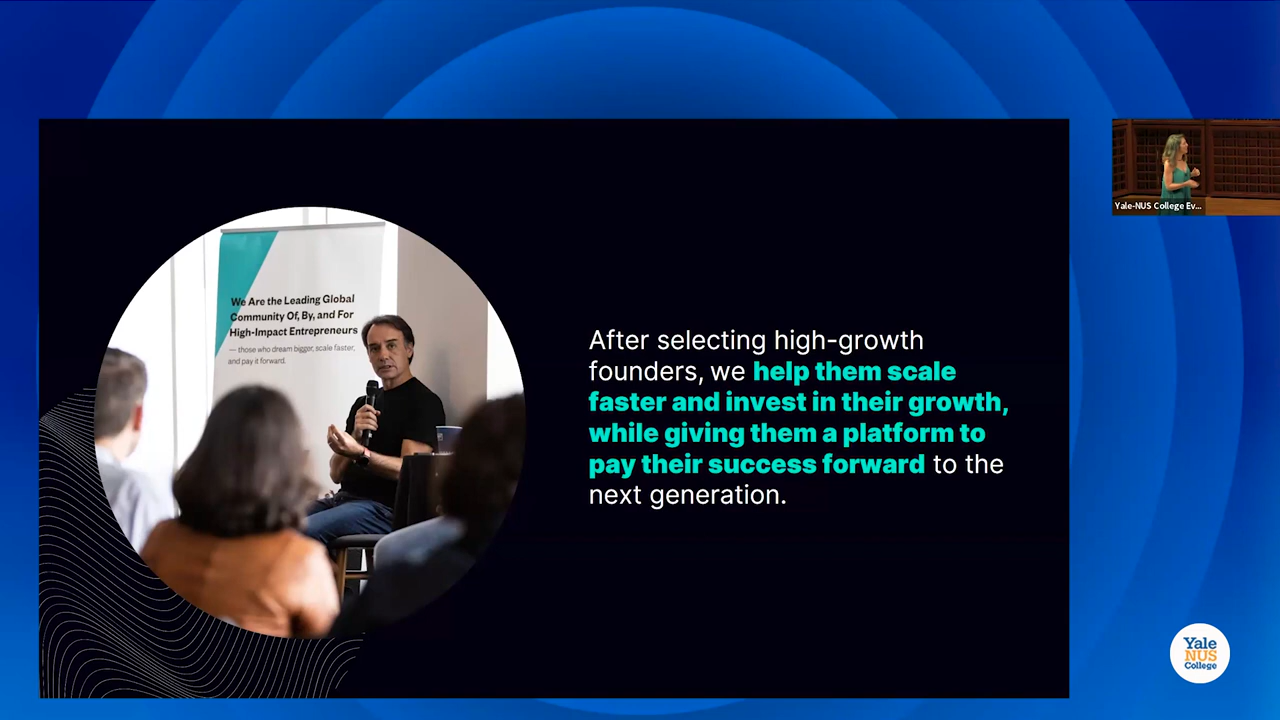 We Are the Leading Global
Community Of, By, and For
High-Impact Entrepreneurs
— those who dream bigger, scale faster,
and pay it forward.
After selecting high-growth
founders, we help them scale
faster and invest in their growth,
while giving them a platform to
pay their success forward to the
next generation.
Yale-NUS College Ev...
Yale
NUS
College